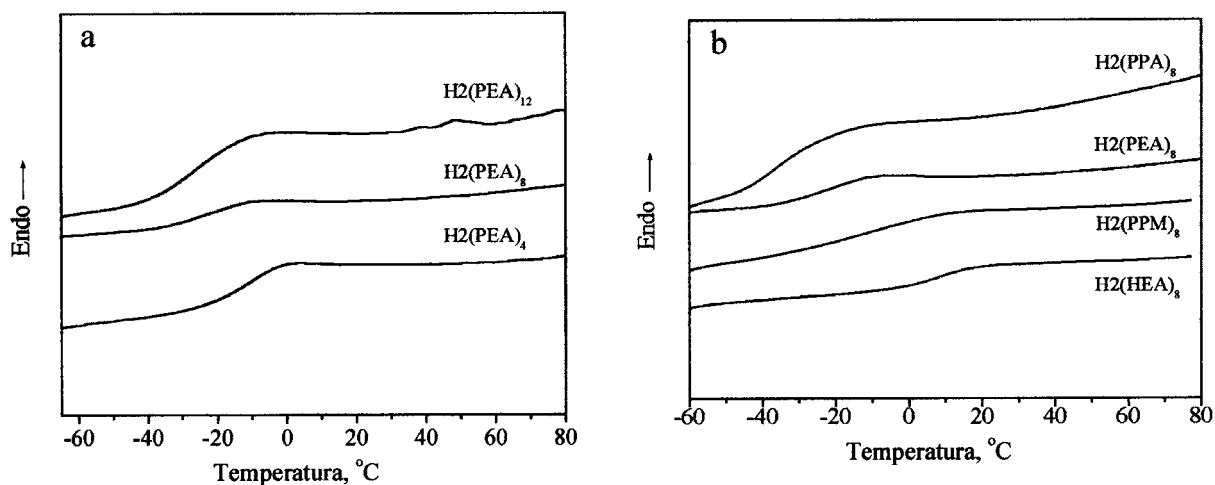 a
H2(PEA)₁₂
H2(PEA)₈
H2(PEA)₄
Endo →
-60 -40 -20 0 20 40 60 80
Temperatura, °C
b
H2(PPA)₈
H2(PEA)₈
H2(PPM)₈
H2(HEA)₈
Endo →
-60 -40 -20 0 20 40 60 80
Temperatura, °C